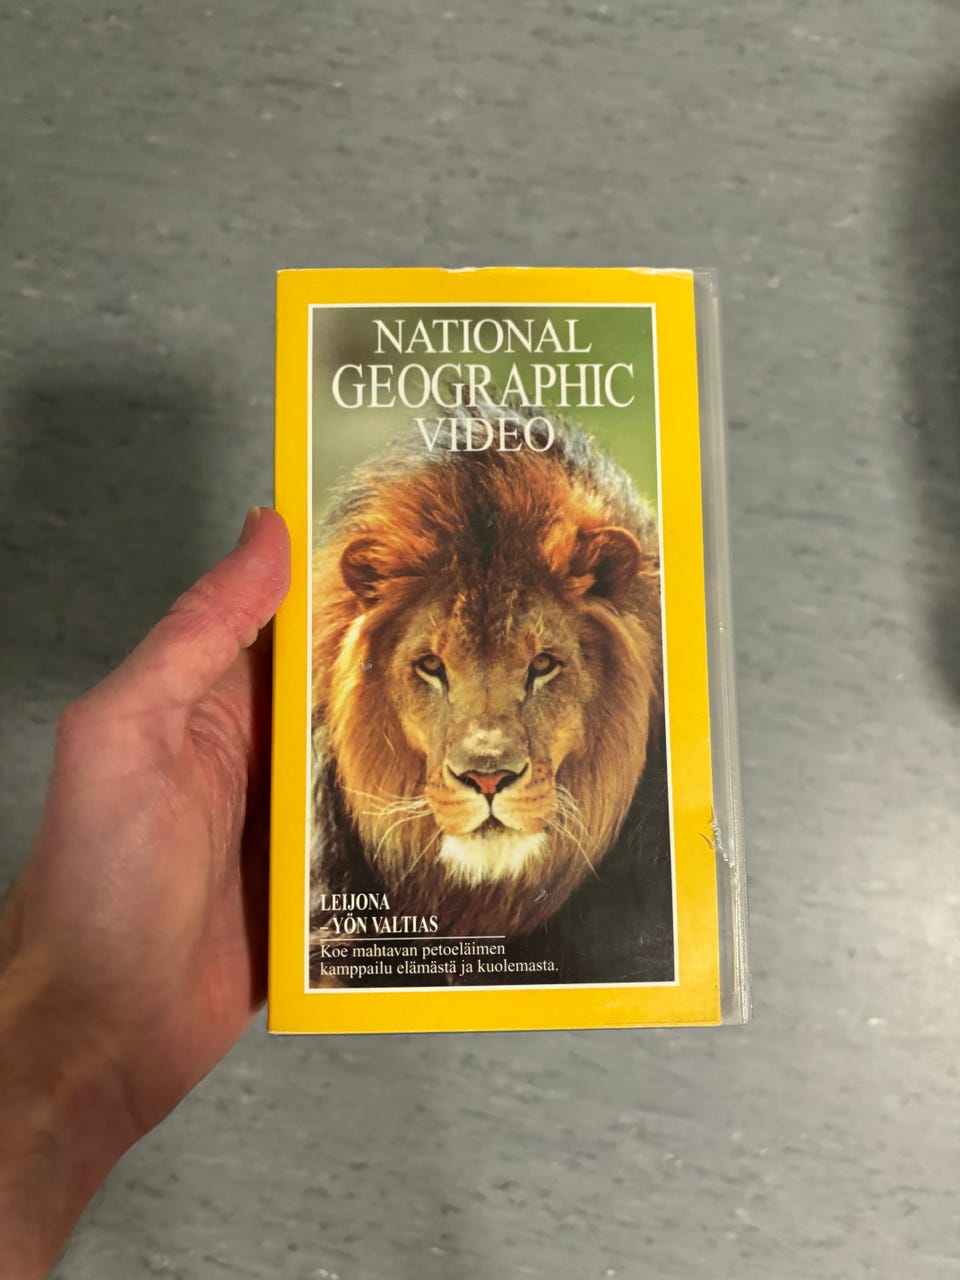 NATIONAL
GEOGRAPHIC
VIDEO
LEIJONA
– YÖN VALTIAS
Koe mahtavan petoeläimen
kamppailu elämästä ja kuolemasta.